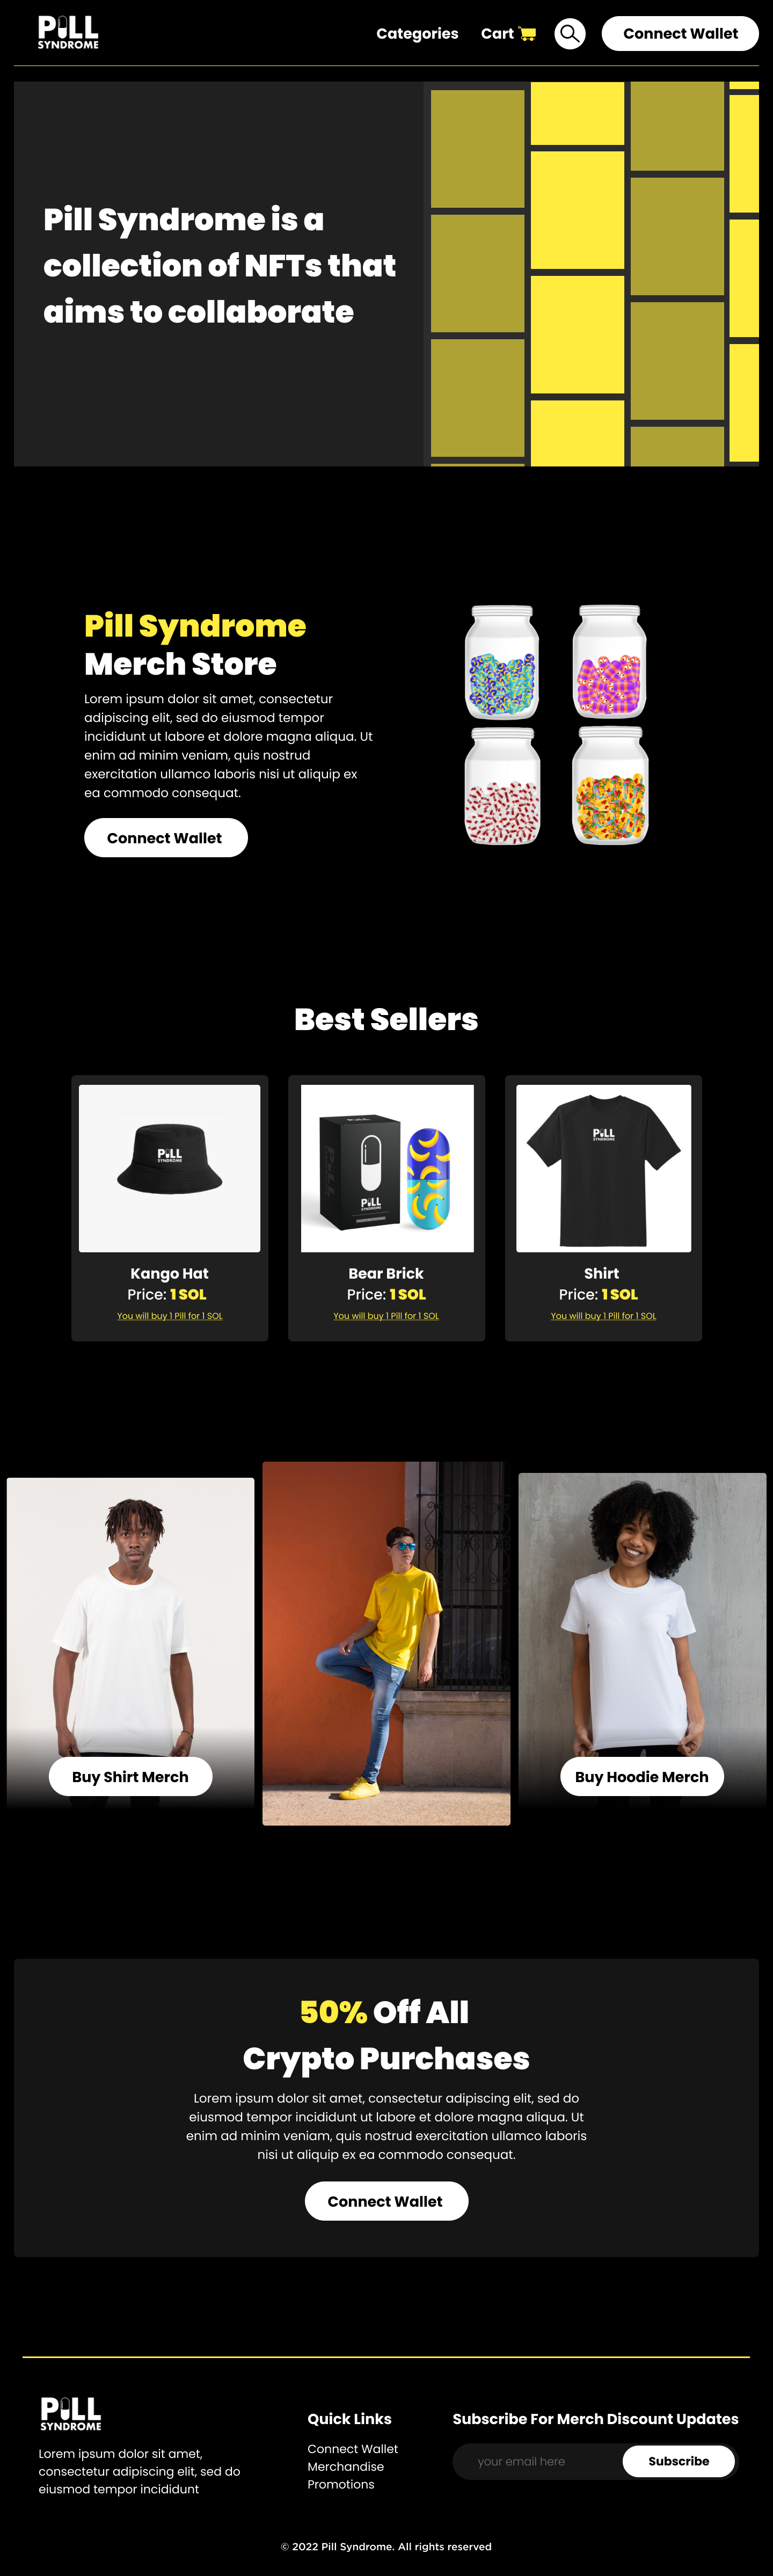 PILL
SYNDROME
Categories
Cart
Connect Wallet
Pill Syndrome is a
collection of NFTs that
aims to collaborate
Pill Syndrome
Merch Store
Lorem ipsum dolor sit amet, consectetur
adipiscing elit, sed do eiusmod tempor
incididunt ut labore et dolore magna aliqua. Ut
enim ad minim veniam, quis nostrud
exercitation ullamco laboris nisi ut aliquip ex
ea commodo consequat.
Connect Wallet
Best Sellers
PILL
SYNDROME
Kango Hat
Price: 1 SOL
You will buy 1 Pill for 1 SOL
PILL
SYNDROME
Bear Brick
Price: 1 SOL
You will buy 1 Pill for 1 SOL
PILL
SYNDROME
Shirt
Price: 1 SOL
You will buy 1 Pill for 1 SOL
Buy Shirt Merch
Buy Hoodie Merch
50% Off All
Crypto Purchases
Lorem ipsum dolor sit amet, consectetur adipiscing elit, sed do
eiusmod tempor incididunt ut labore et dolore magna aliqua. Ut
enim ad minim veniam, quis nostrud exercitation ullamco laboris
nisi ut aliquip ex ea commodo consequat.
Connect Wallet
PILL
SYNDROME
Lorem ipsum dolor sit amet,
consectetur adipiscing elit, sed do
eiusmod tempor incididunt
Quick Links
Connect Wallet
Merchandise
Promotions
Subscribe For Merch Discount Updates
your email here
Subscribe
© 2022 Pill Syndrome. All rights reserved